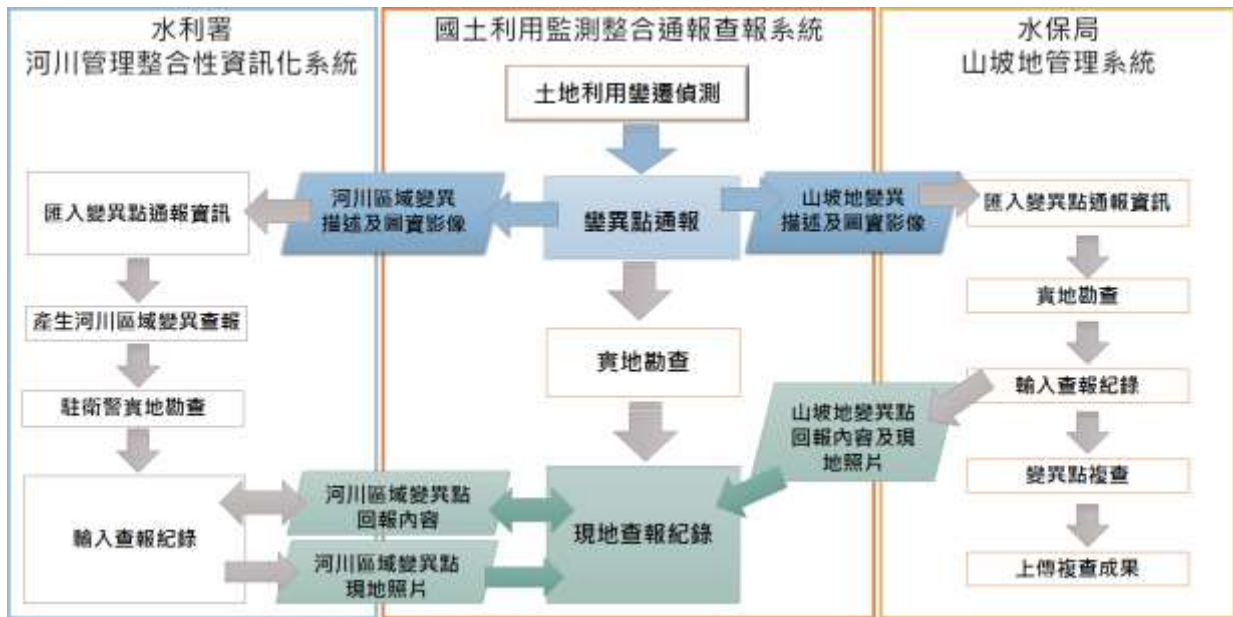 水利署
河川管理整合性資訊化系統
匯入變異點通報資訊
產生河川區域變異查報
駐衛警實地勘查
輸入查報紀錄
河川區域變異
描述及圖資影像
河川區域變異點
回報內容
河川區域變異點
現地照片
國土利用監測整合通報查報系統
土地利用變遷偵測
變異點通報
實地勘查
現地查報紀錄
山坡地變異
描述及圖資影像
山坡地變異點
回報內容及現
地照片
水保局
山坡地管理系統
匯入變異點通報資訊
實地勘查
輸入查報紀錄
變異點複查
上傳複查成果